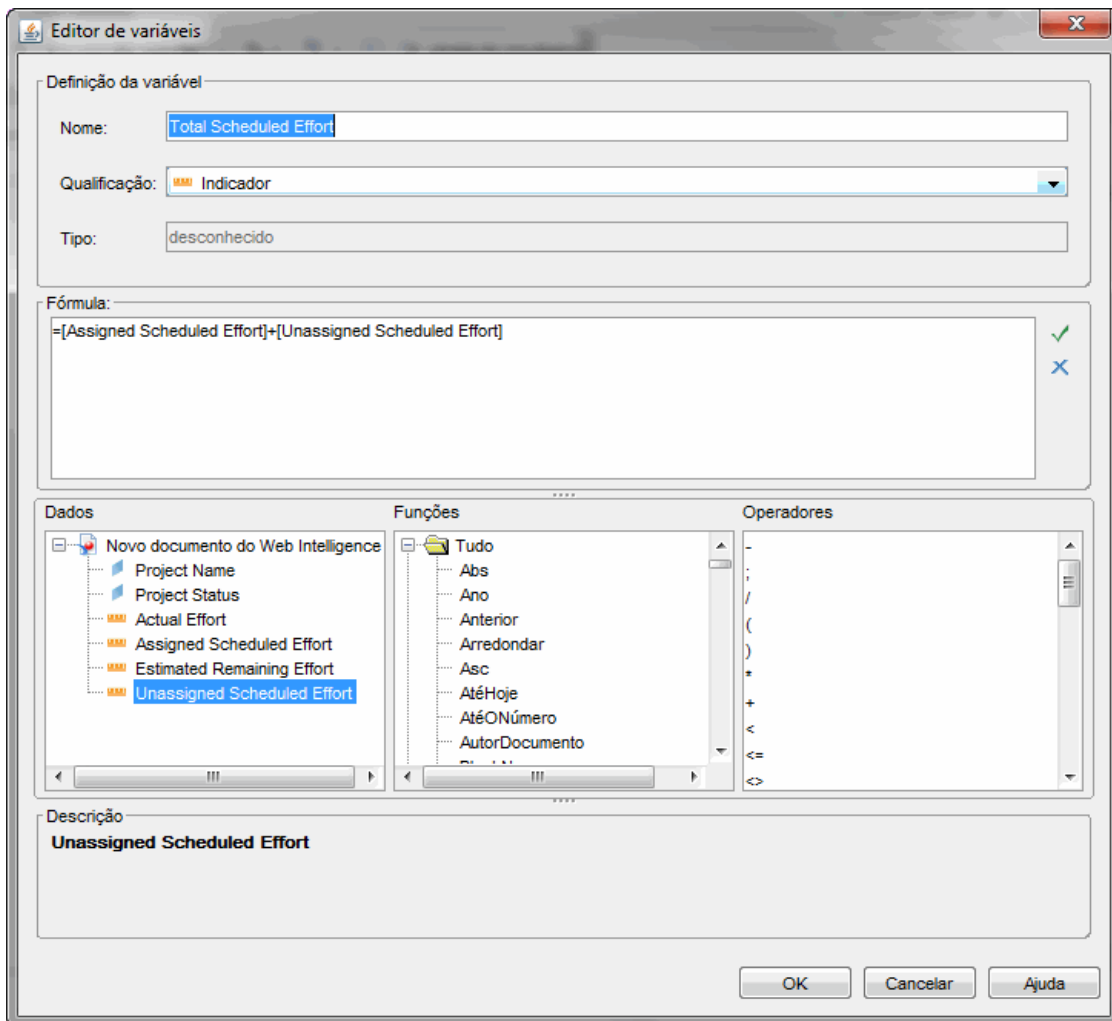 Editor de variáveis
Definição da variável
Nome:
Total Scheduled Effort
Qualificação:
Indicador
Tipo:
desconhecido
Fórmula:
=[Assigned Scheduled Effort]+[Unassigned Scheduled Effort]
Dados
Novo documento do Web Intelligence
Project Name
Project Status
Actual Effort
Assigned Scheduled Effort
Estimated Remaining Effort
Unassigned Scheduled Effort
Funções
Tudo
Abs
Ano
Anterior
Arredondar
Asc
AtéHoje
AtéONúmero
AutorDocumento
Operadores
-
;
/
(
)
*
+
<
<=
<>
Descrição
Unassigned Scheduled Effort
OK
Cancelar
Ajuda